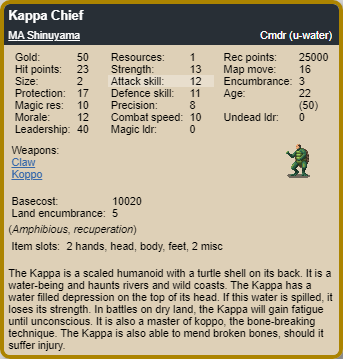 Kappa Chief
MA Shinuyama Cmdr (u-water)
Gold: 50 Resources: 1 Rec points: 25000
Hit points: 23 Strength: 13 Map move: 16
Size: 2 Attack skill: 12 Encumbrance: 3
Protection: 17 Defence skill: 11 Age: 22
Magic res: 10 Precision: 8 (50)
Morale: 12 Combat speed: 10 Undead ldr: 0
Leadership: 40 Magic ldr: 0
Weapons:
Claw
Koppo
Basecost: 10020
Land encumbrance: 5
(Amphibious, recuperation)
Item slots: 2 hands, head, body, feet, 2 misc
The Kappa is a scaled humanoid with a turtle shell on its back. It is a
water-being and haunts rivers and wild coasts. The Kappa has a
water filled depression on the top of its head. If this water is spilled, it
loses its strength. In battles on dry land, the Kappa will gain fatigue
until unconscious. It is also a master of koppo, the bone-breaking
technique. The Kappa is also able to mend broken bones, should it
suffer injury.